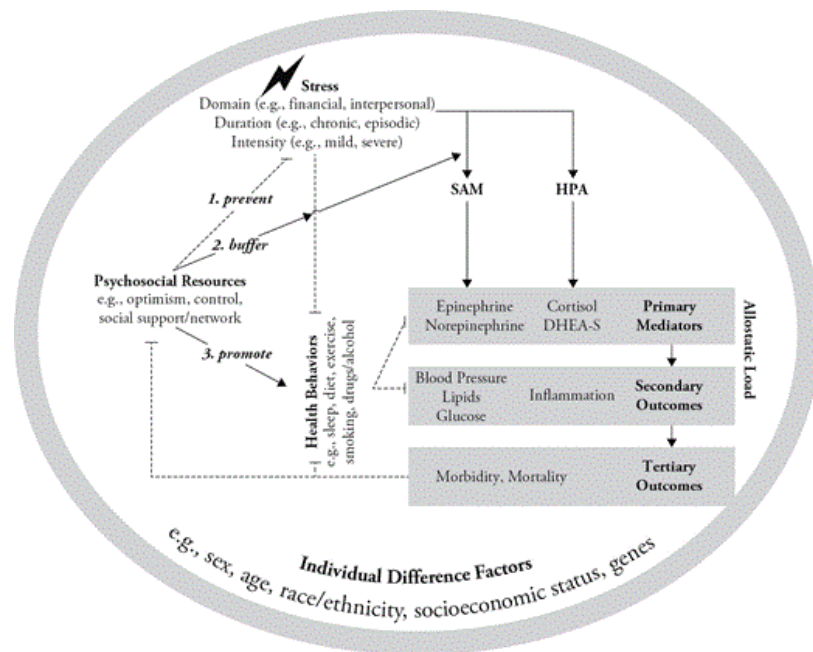 Stress
Domain (e.g., financial, interpersonal)
Duration (e.g., chronic, episodic)
Intensity (e.g., mild, severe)
1. prevent
SAM
HPA
2. buffer
Psychosocial Resources
e.g., optimism, control,
social support/network
3. promote
Health Behaviors
e.g., sleep, diet, exercise,
smoking, drugs/alcohol
Epinephrine
Norepinephrine
Cortisol
DHEA-S
Primary
Mediators
Blood Pressure
Lipids
Glucose
Inflammation
Secondary
Outcomes
Morbidity, Mortality
Tertiary
Outcomes
Allostatic Load
Individual Difference Factors
e.g., sex, age, race/ethnicity, socioeconomic status, genes